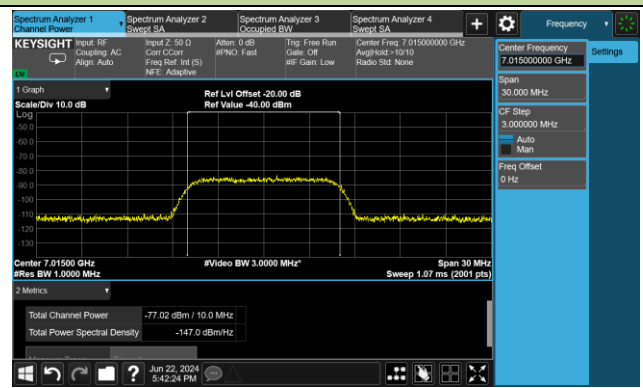 Spectrum Analyzer 1
Channel Power
Spectrum Analyzer 2
Swept SA
Spectrum Analyzer 3
Occupied BW
Spectrum Analyzer 4
Swept SA
+
Frequency
KEYSIGHT
Input: RF
Coupling: AC
Align: Auto
Input Z: 50 Ω
Corr CCorr
Freq Ref: Int (S)
NFE: Adaptive
Atten: 0 dB
#PNO: Fast
Trig: Free Run
Gate: Off
#IF Gain: Low
Center Freq: 7.015000000 GHz
Avg|Hold:>10/10
Radio Std: None
Center Frequency
7.015000000 GHz
Settings
Span
30.000 MHz
CF Step
3.000000 MHz
Auto
Man
Freq Offset
0 Hz
1 Graph
Scale/Div 10.0 dB
Ref Lvl Offset -20.00 dB
Ref Value -40.00 dBm
Log
-50.0
-60.0
-70.0
-80.0
-90.0
-100
-110
-120
-130
Center 7.01500 GHz
#Video BW 3.0000 MHz*
Span 30 MHz
#Res BW 1.0000 MHz
Sweep 1.07 ms (2001 pts)
2 Metrics
Total Channel Power
-77.02 dBm / 10.0 MHz
Total Power Spectral Density
-147.0 dBm/Hz
?
Jun 22, 2024
5:42:24 PM